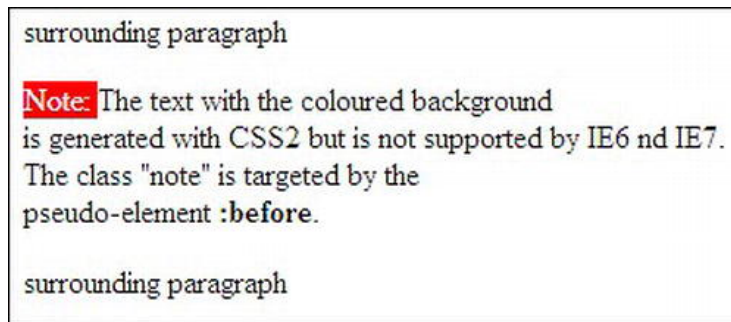 surrounding paragraph
Note: The text with the coloured background
is generated with CSS2 but is not supported by IE6 nd IE7.
The class "note" is targeted by the
pseudo-element :before.
surrounding paragraph